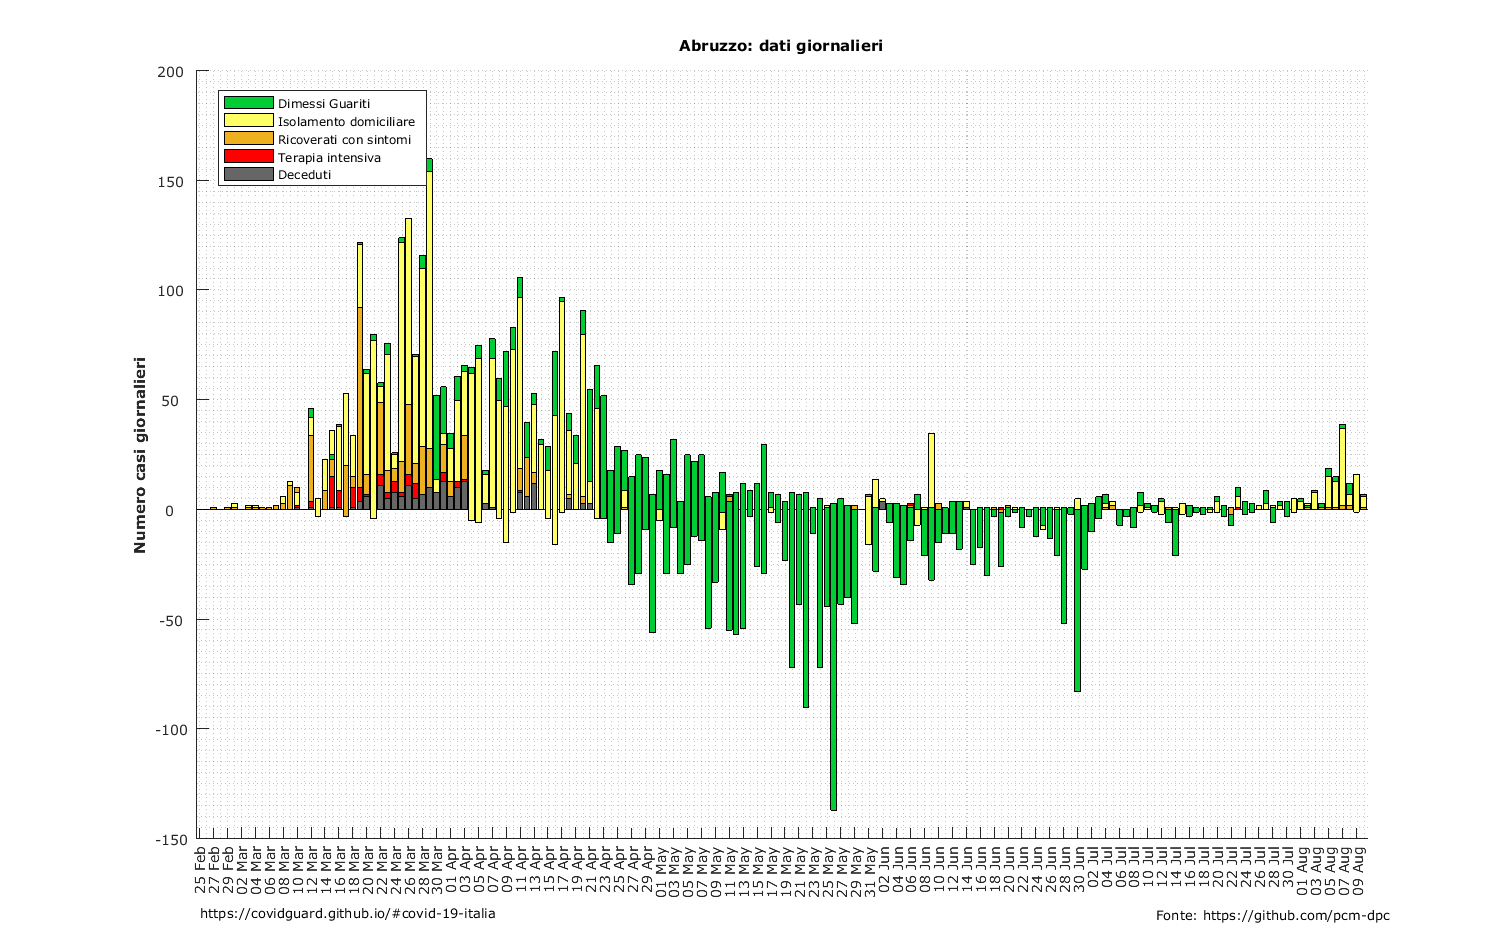 Abruzzo: dati giornalieri
Numero casi giornalieri
200
150
100
50
0
-50
-100
-150
Dimessi Guariti
Isolamento domiciliare
Ricoverati con sintomi
Terapia intensiva
Deceduti
25 Feb
27 Feb
29 Feb
02 Mar
04 Mar
06 Mar
08 Mar
10 Mar
12 Mar
14 Mar
16 Mar
18 Mar
20 Mar
22 Mar
24 Mar
26 Mar
28 Mar
30 Mar
01 Apr
03 Apr
05 Apr
07 Apr
09 Apr
11 Apr
13 Apr
15 Apr
17 Apr
19 Apr
21 Apr
23 Apr
25 Apr
27 Apr
29 Apr
01 May
03 May
05 May
07 May
09 May
11 May
13 May
15 May
17 May
19 May
21 May
23 May
25 May
27 May
29 May
31 May
02 Jun
04 Jun
06 Jun
08 Jun
10 Jun
12 Jun
14 Jun
16 Jun
18 Jun
20 Jun
22 Jun
24 Jun
26 Jun
28 Jun
30 Jun
02 Jul
04 Jul
06 Jul
08 Jul
10 Jul
12 Jul
14 Jul
16 Jul
18 Jul
20 Jul
22 Jul
24 Jul
26 Jul
28 Jul
30 Jul
01 Aug
03 Aug
05 Aug
07 Aug
09 Aug
https://covidguard.github.io/#covid-19-italia
Fonte: https://github.com/pcm-dpc